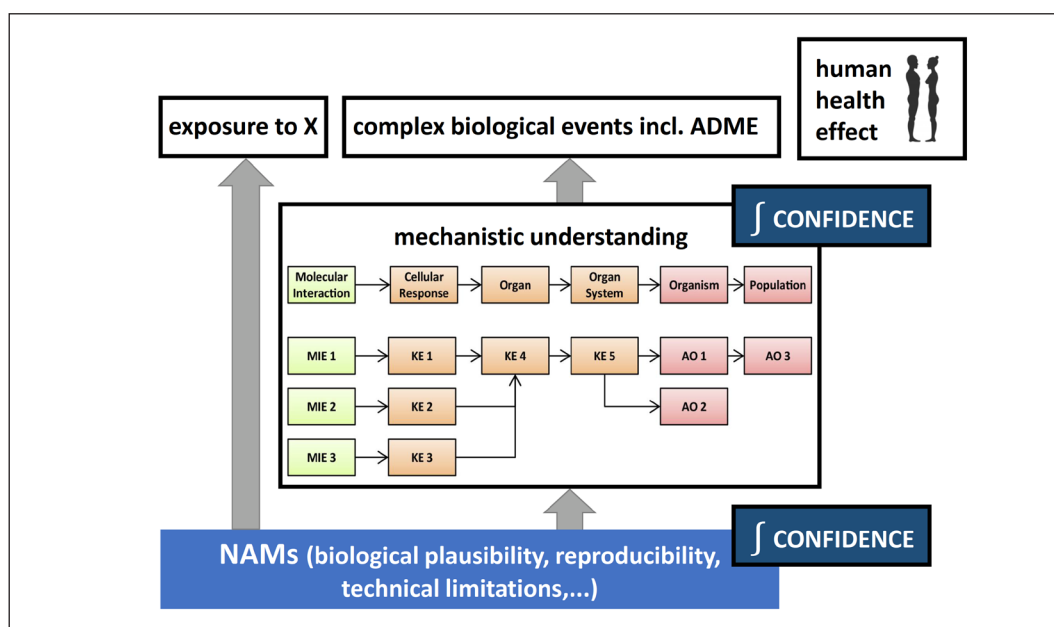 human
health
effect
exposure to X
complex biological events incl. ADME
∫ CONFIDENCE
mechanistic understanding
Molecular
Interaction
Cellular
Response
Organ
Organ
System
Organism
Population
MIE 1
KE 1
KE 4
KE 5
AO 1
AO 3
MIE 2
KE 2
AO 2
MIE 3
KE 3
∫ CONFIDENCE
NAMs (biological plausibility, reproducibility,
technical limitations,...)